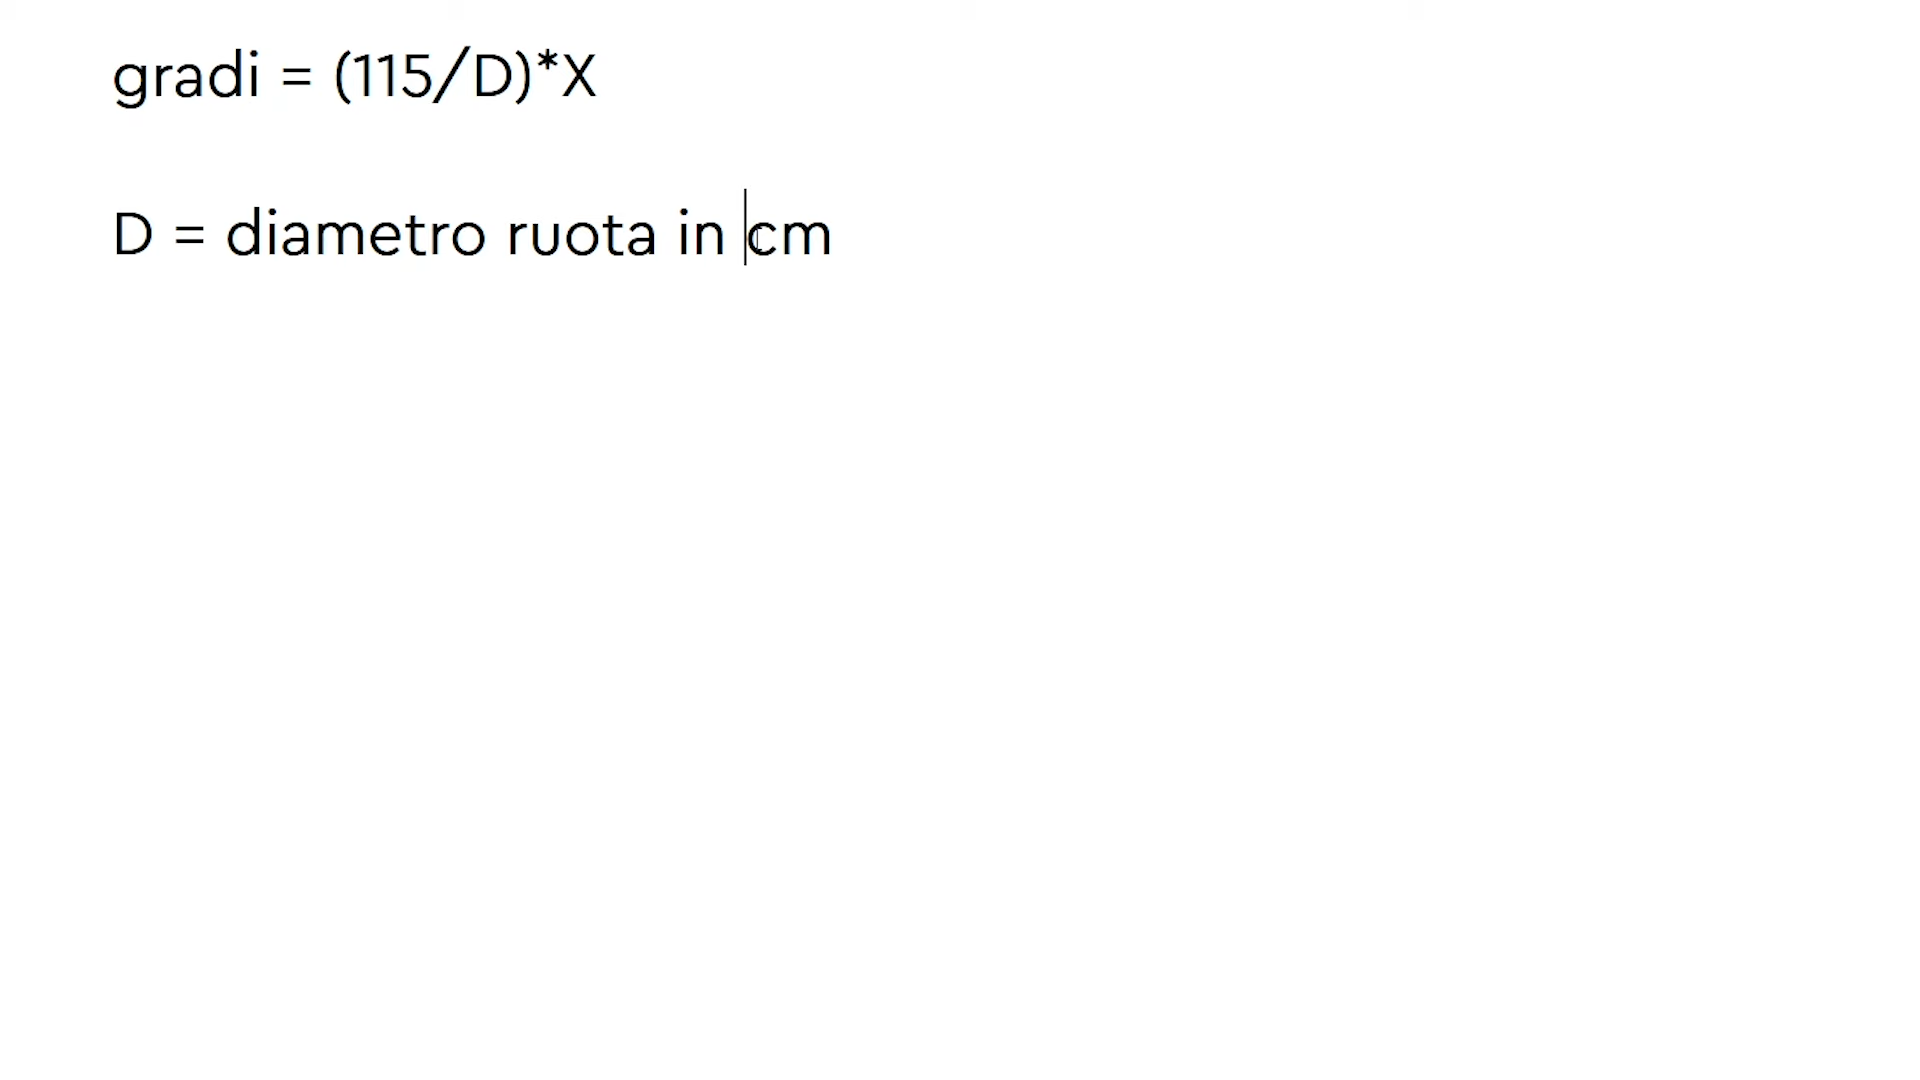 gradi = (115/D)*X
D = diametro ruota in cm